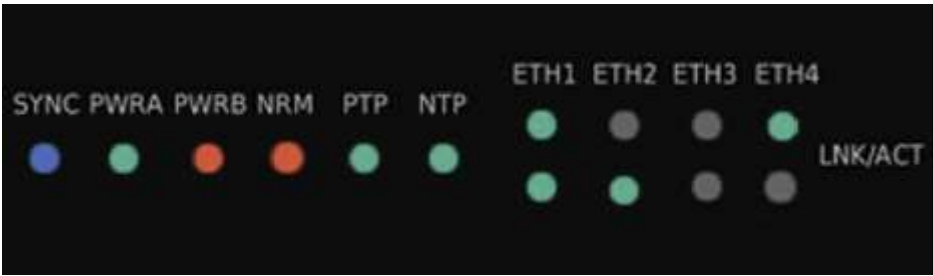 ETH1 ETH2 ETH3 ETH4
SYNC PWRA PWRB NRM PTP NTP
LNK/ACT